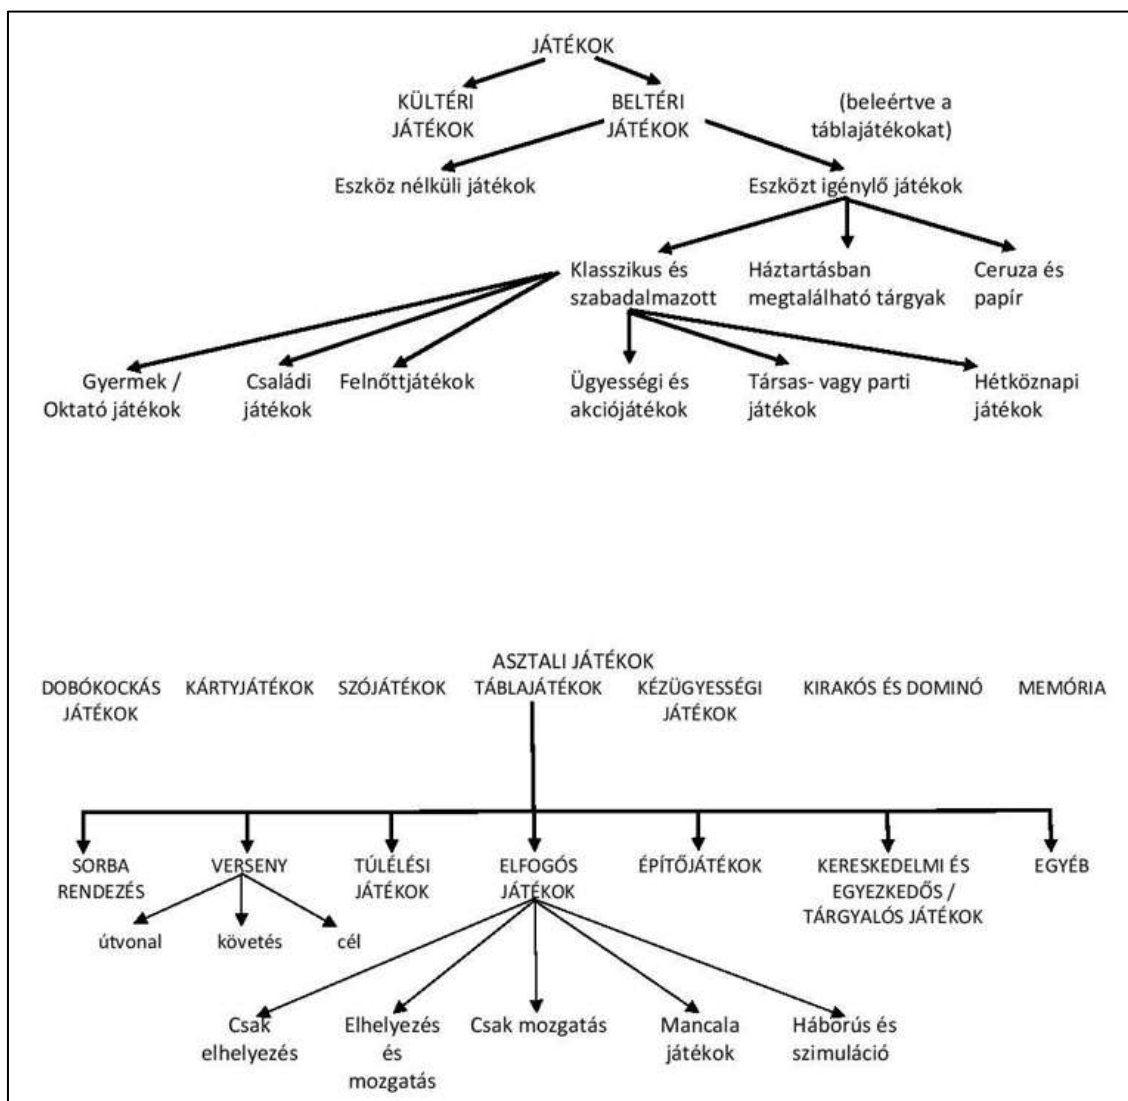 JÁTÉKOK
KÜLTÉRI
JÁTÉKOK
BELTÉRI
JÁTÉKOK
(beleértve a
táblajátékokat)
Eszköz nélküli játékok
Eszközt igénylő játékok
Klasszikus és
szabadalmazott
Háztartásban
megtalálható tárgyak
Ceruza és
papír
Gyermek /
Oktató játékok
Családi
játékok
Felnőttjátékok
Ügyességi és
akciójátékok
Társas- vagy parti
játékok
Hétköznapi
játékok
ASZTALI JÁTÉKOK
DOBÓKOCKÁS
JÁTÉKOK
KÁRTYJÁTÉKOK
SZÓJÁTÉKOK
TÁBLAJÁTÉKOK
KÉZÜGYESSÉGI
JÁTÉKOK
KIRAKÓS ÉS DOMINÓ
MEMÓRIA
SORBA
RENDEZÉS
VERSENY
TÚLÉLÉSI
JÁTÉKOK
ELFOGÓS
JÁTÉKOK
ÉPÍTŐJÁTÉKOK
KERESKEDELMI ÉS
EGYEZKEDŐS /
TÁRGYALÓS JÁTÉKOK
EGYÉB
útvonal
követés
cél
Csak
elhelyezés
Elhelyezés
és
mozgatás
Csak mozgatás
Mancala
játékok
Háborús és
szimuláció